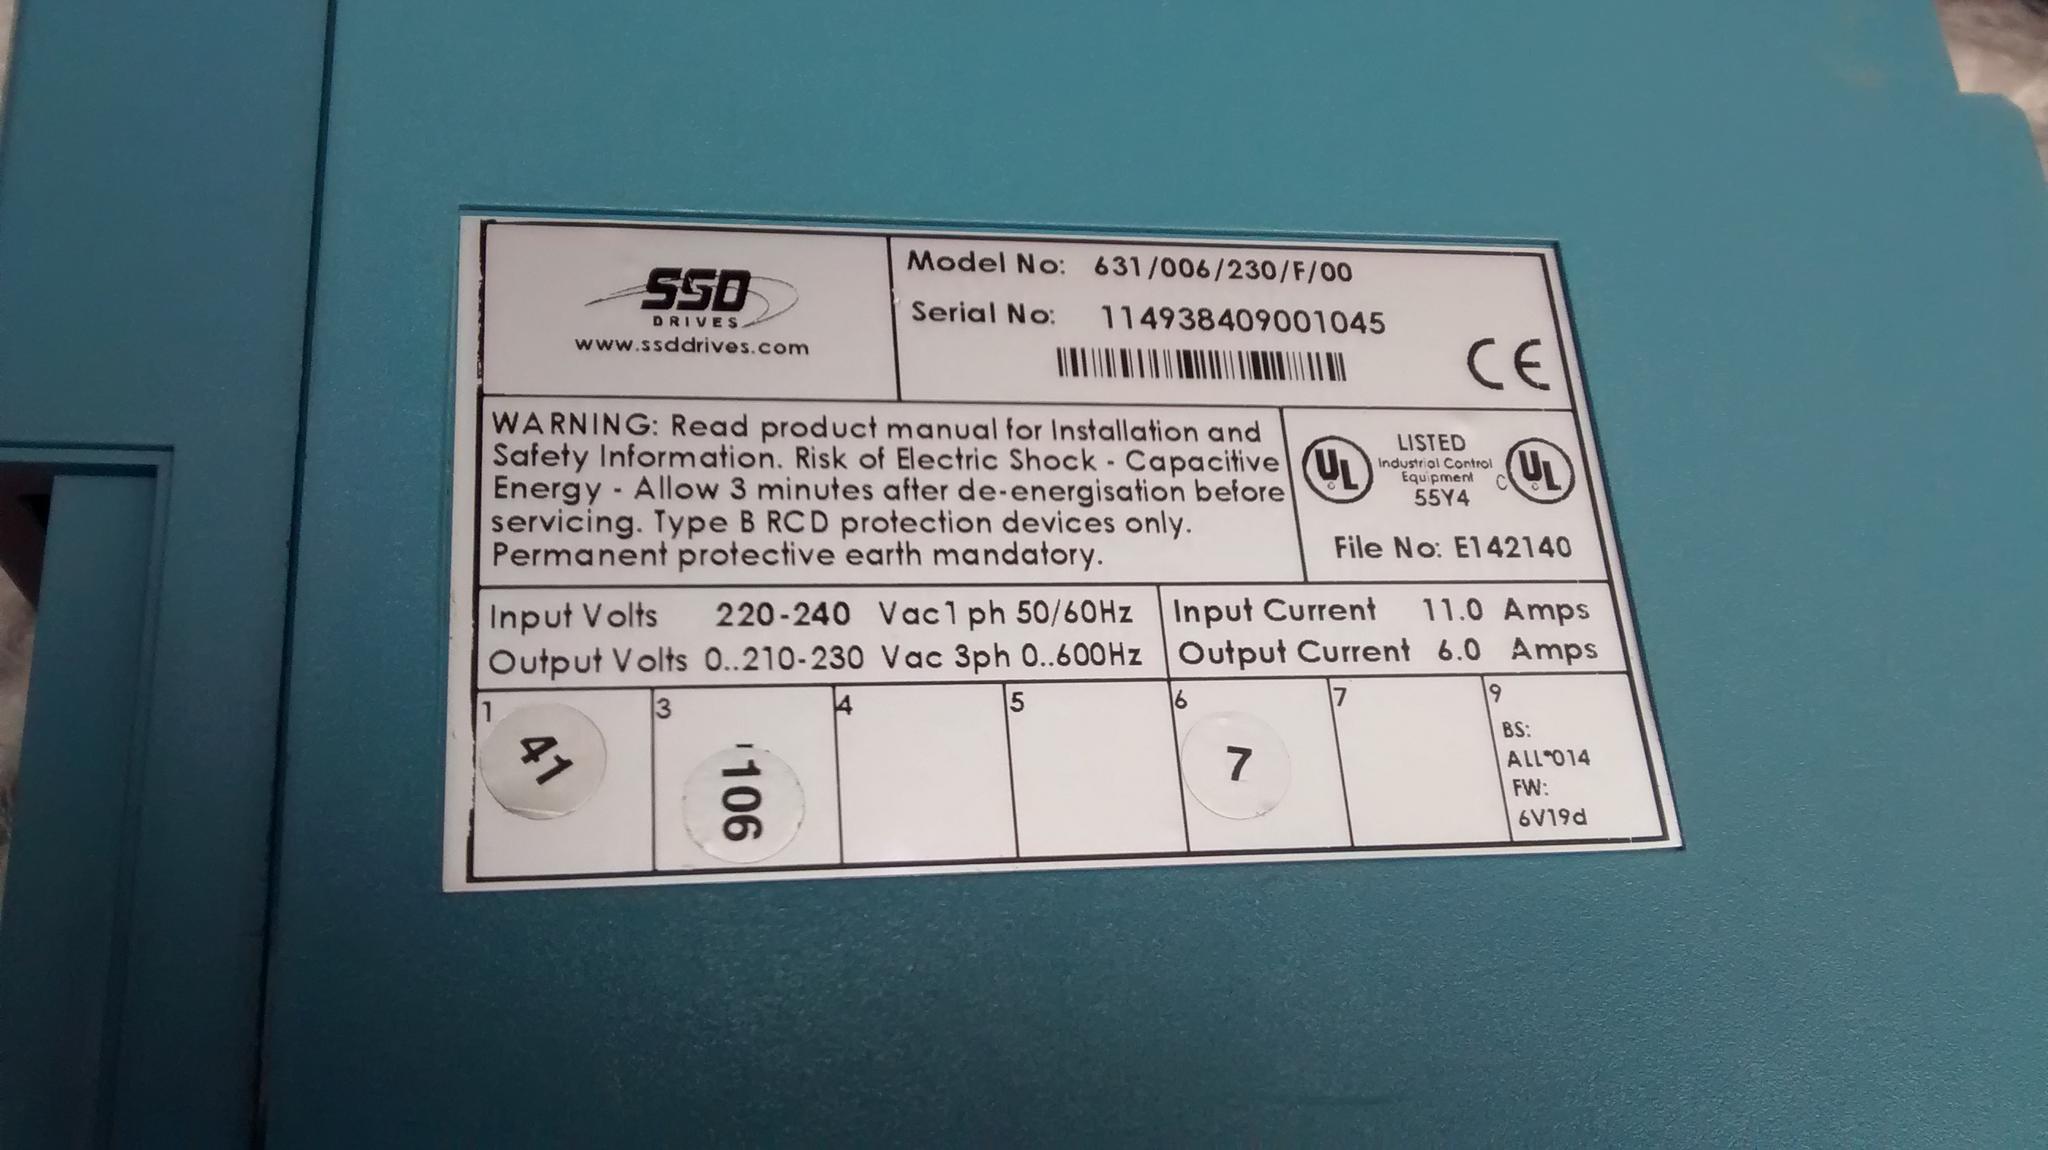 SSD
DRIVES
www.ssddrives.com
Model No: 631/006/230/F/00
Serial No: 114938409001045
CE
WARNING: Read product manual for Installation and
Safety Information. Risk of Electric Shock - Capacitive
Energy - Allow 3 minutes after de-energisation before
servicing. Type B RCD protection devices only.
Permanent protective earth mandatory.
UL
LISTED
Industrial Control
Equipment
55Y4
C UL
File No: E142140
Input Volts 220-240 Vac 1 ph 50/60Hz
Output Volts 0..210-230 Vac 3ph 0..600Hz
Input Current 11.0 Amps
Output Current 6.0 Amps
1
41
3
106
4
5
6
7
7
9
BS:
ALL*014
FW:
6V19d